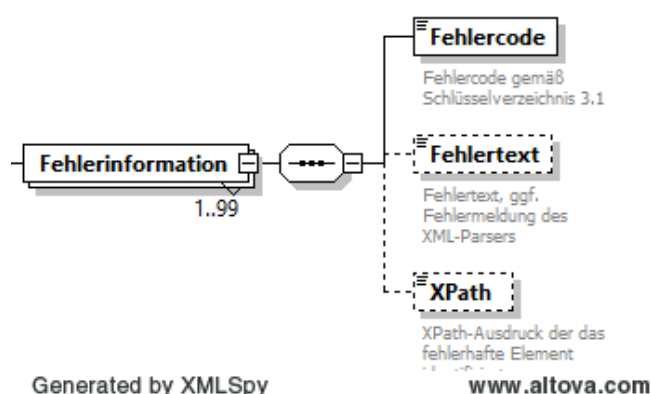 Fehlercode
Fehlercode gemäß
Schlüsselverzeichnis 3.1
Fehlerinformation
1..99
Fehlertext
Fehlertext, ggf.
Fehlermeldung des
XML-Parsers
XPath
XPath-Ausdruck der das
fehlerhafte Element
Generated by XMLSpy
www.altova.com